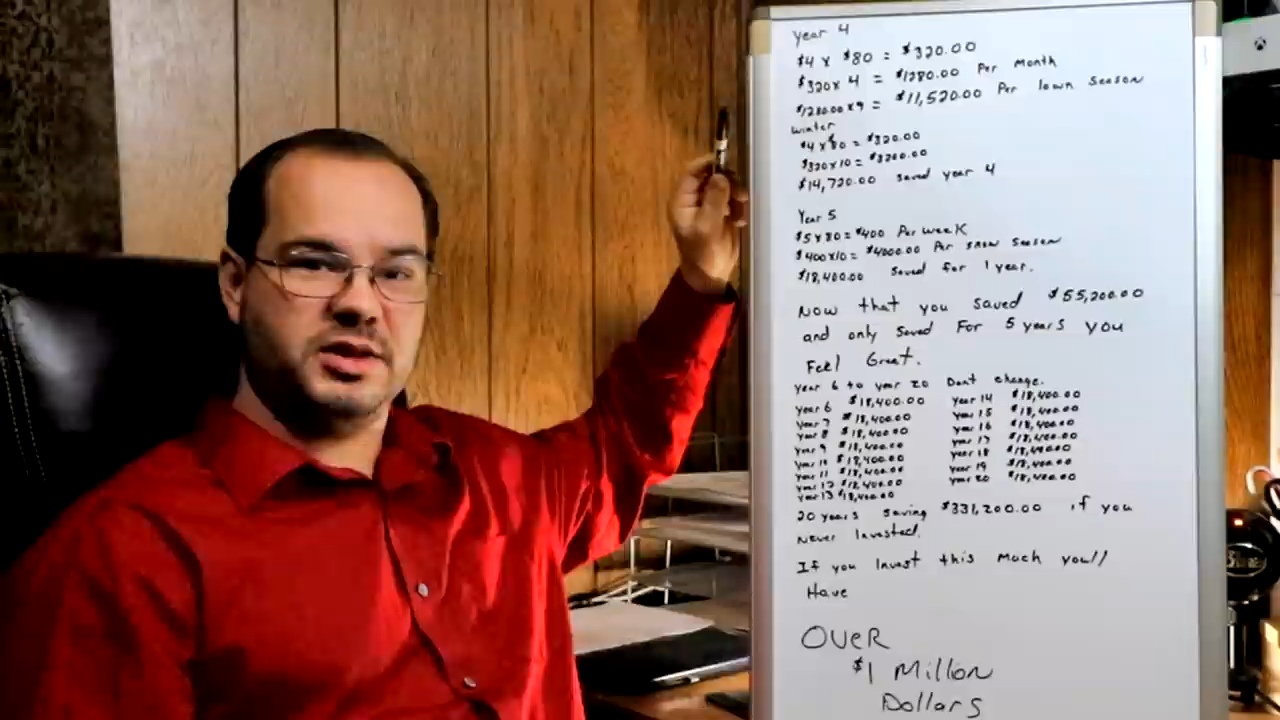 Year 4
$4 x $80 = $320.00
$320 x 4 = $1280.00 Per Month
$1280.00 x 9 = $11,520.00 Per lawn Season
winter
$4 x $80 = $320.00
$320 x 10 = $3200.00
$14,720.00 Saved year 4
Year 5
$5 x 80 = $400 Per week
$400 x 10 = $4000.00 Per snow season
$18,400.00 Saved for 1 year.
Now that you saved $55,200.00
and only Saved For 5 years you
Feel Great.
Year 6 to year 20 Dont change.
Year 6 $18,400.00 Year 14 $18,400.00
Year 7 $18,400.00 Year 15 $18,400.00
Year 8 $18,400.00 Year 16 $18,400.00
Year 9 $18,400.00 Year 17 $18,400.00
Year 10 $18,400.00 Year 18 $18,400.00
Year 11 $18,400.00 Year 19 $18,400.00
Year 12 $18,400.00 Year 20 $18,400.00
Year 13 $18,400.00
20 years Saving $331,200.00 if you
Never Invested.
If you Invest this Much you'll
Have
OVER
$1 Million
Dollars